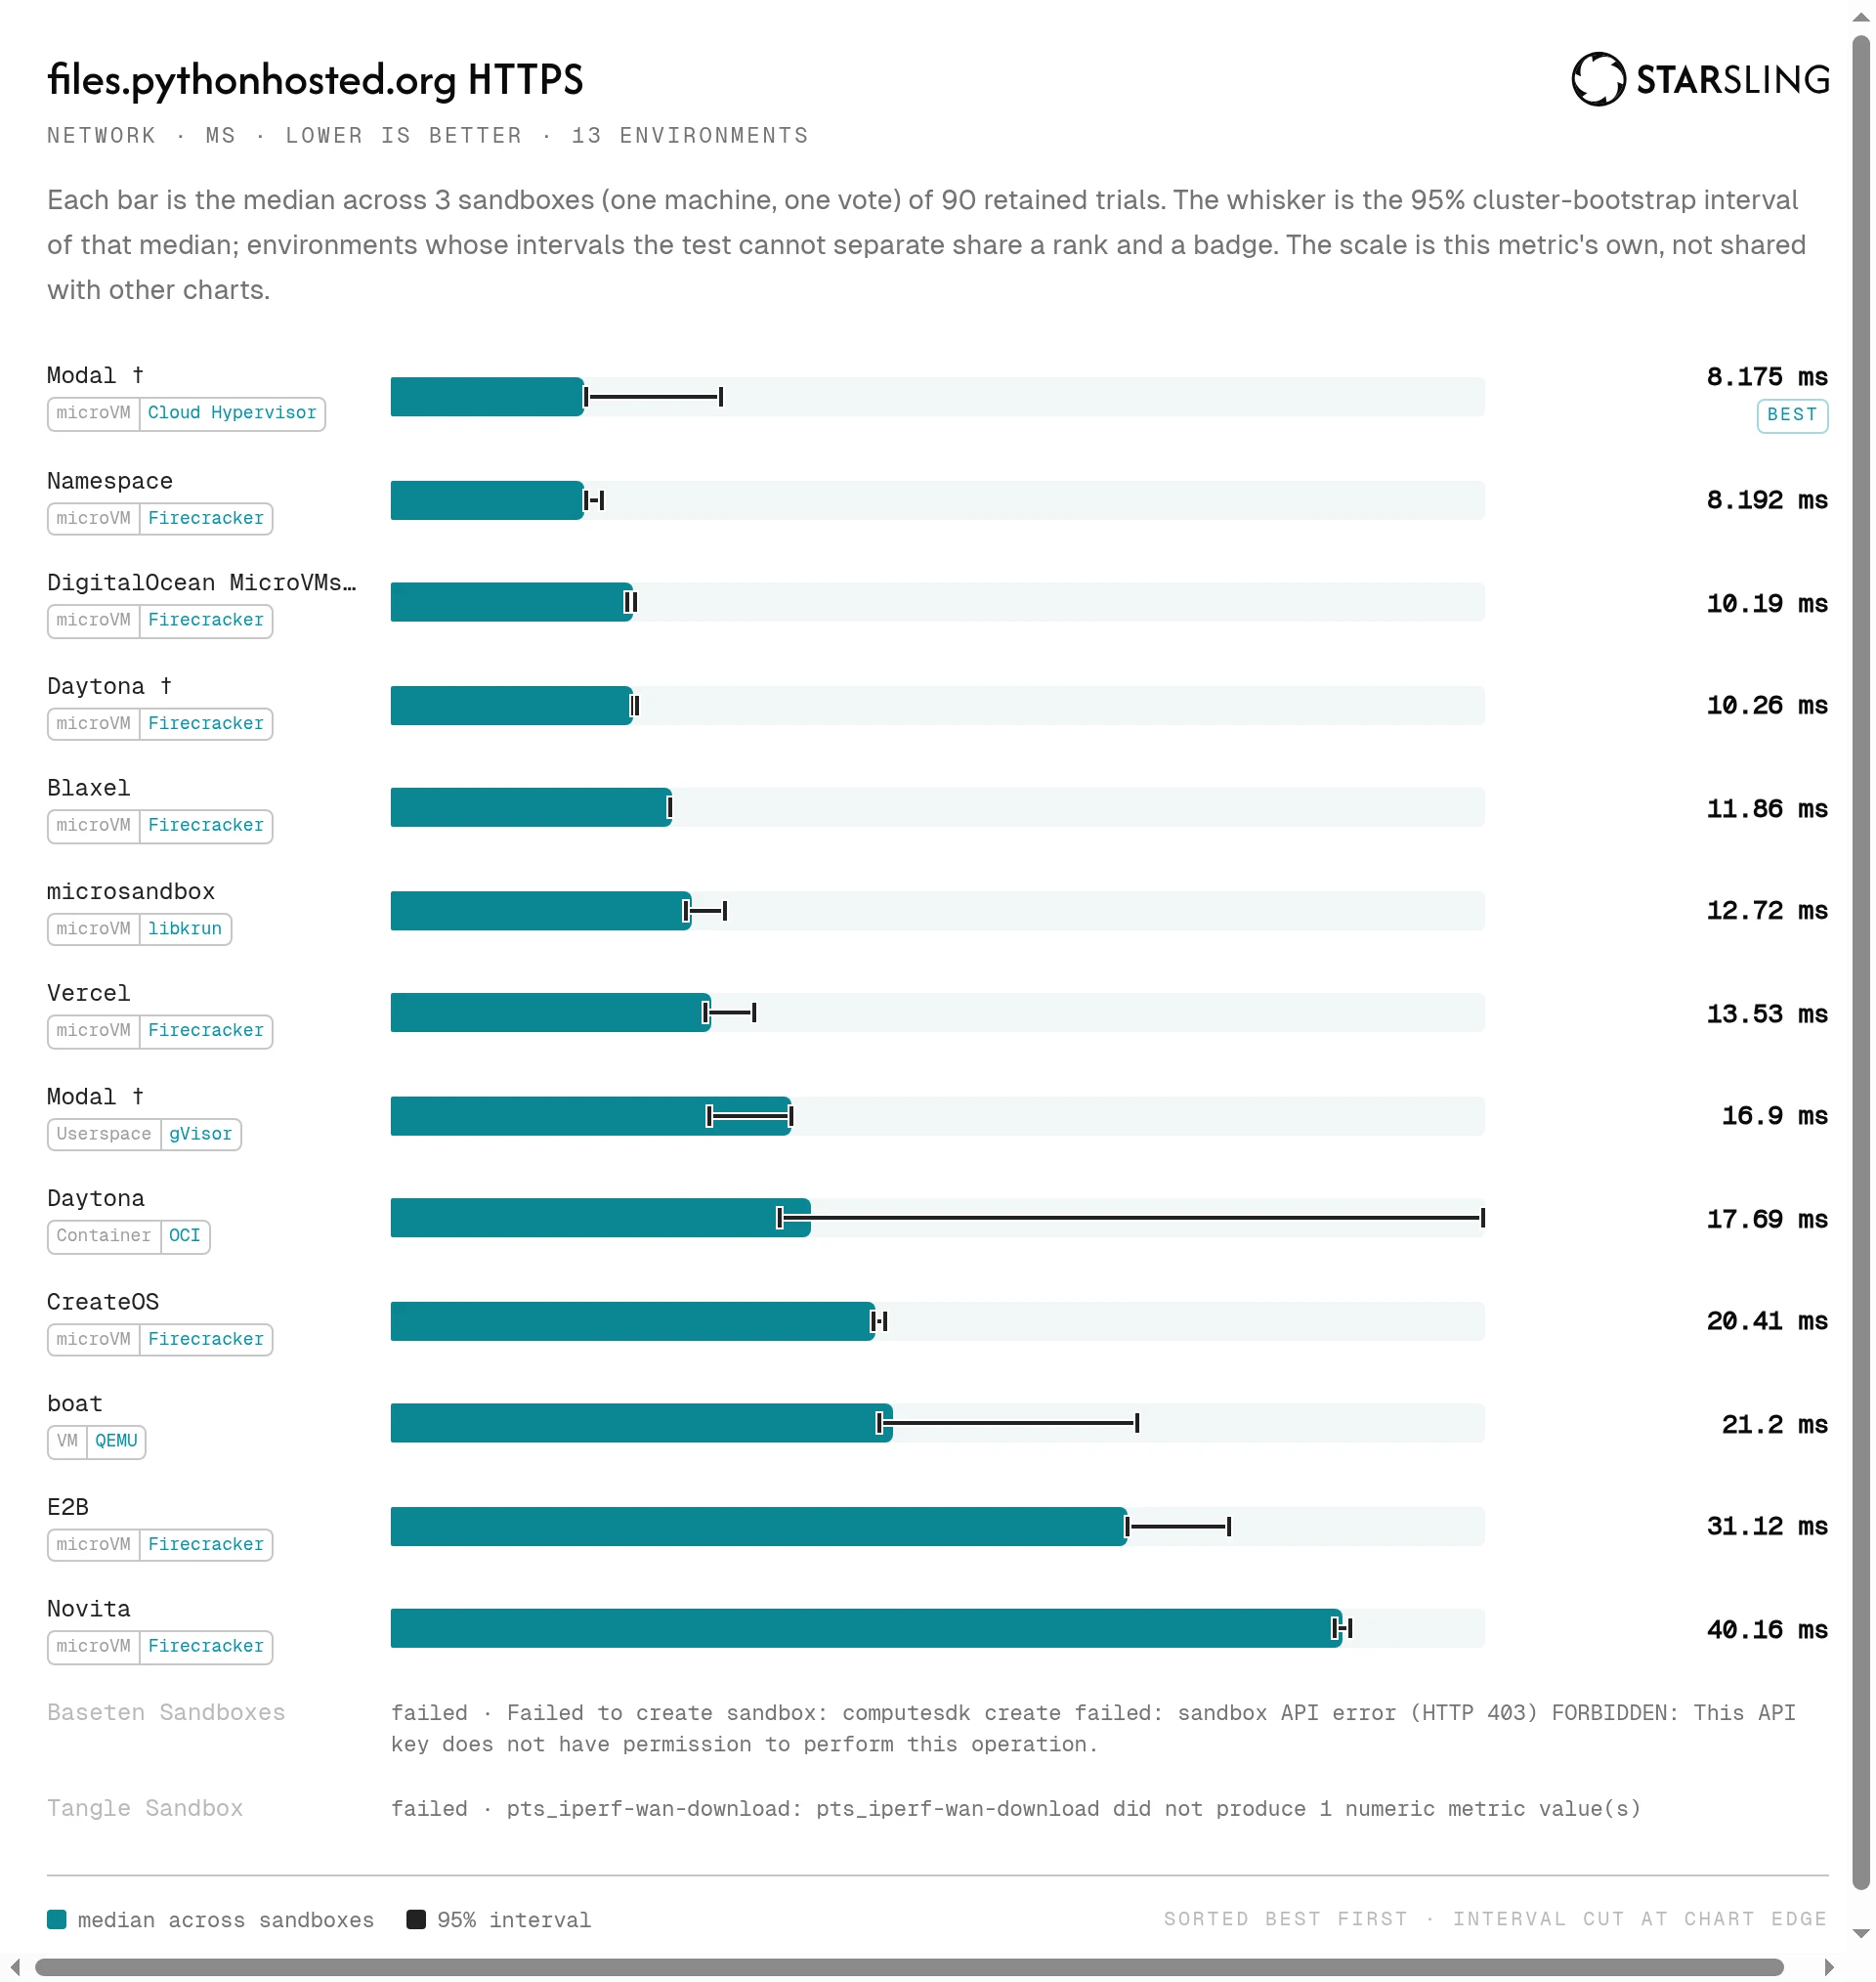 files.pythonhosted.org HTTPS
STARSLING
NETWORK · MS · LOWER IS BETTER · 13 ENVIRONMENTS
Each bar is the median across 3 sandboxes (one machine, one vote) of 90 retained trials. The whisker is the 95% cluster-bootstrap interval
of that median; environments whose intervals the test cannot separate share a rank and a badge. The scale is this metric's own, not shared
with other charts.
Modal †
8.175 ms
microVM Cloud Hypervisor
BEST
Namespace
8.192 ms
microVM Firecracker
DigitalOcean MicroVMs…
10.19 ms
microVM Firecracker
Daytona †
10.26 ms
microVM Firecracker
Blaxel
11.86 ms
microVM Firecracker
microsandbox
12.72 ms
microVM libkrun
Vercel
13.53 ms
microVM Firecracker
Modal †
16.9 ms
Userspace gVisor
Daytona
17.69 ms
Container OCI
CreateOS
20.41 ms
microVM Firecracker
boat
21.2 ms
VM QEMU
E2B
31.12 ms
microVM Firecracker
Novita
40.16 ms
microVM Firecracker
Baseten Sandboxes
failed · Failed to create sandbox: computesdk create failed: sandbox API error (HTTP 403) FORBIDDEN: This API
key does not have permission to perform this operation.
Tangle Sandbox
failed · pts_iperf-wan-download: pts_iperf-wan-download did not produce 1 numeric metric value(s)
median across sandboxes
95% interval
SORTED BEST FIRST · INTERVAL CUT AT CHART EDGE